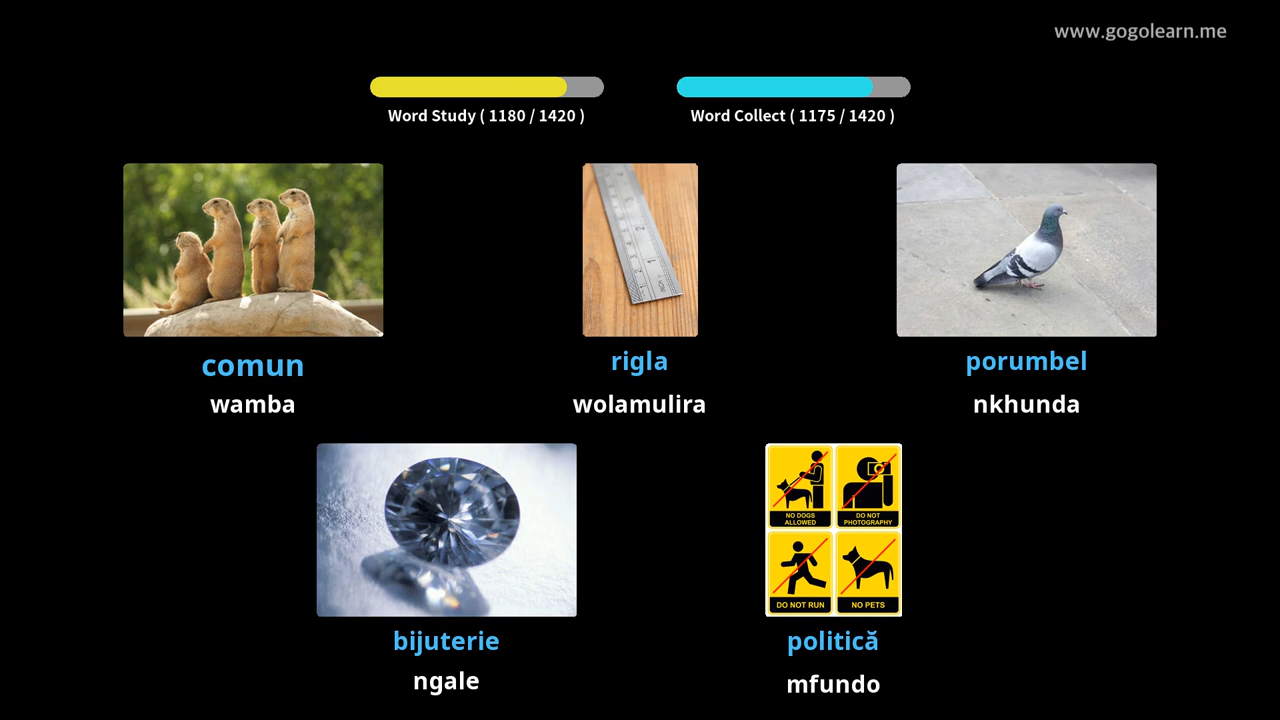 www.gogolearn.me
Word Study ( 1180 / 1420 )
Word Collect ( 1175 / 1420 )
comun
wamba
rigla
wolamulira
porumbel
nkhunda
NO DOGS
ALLOWED
DO NOT
PHOTOGRAPHY
DO NOT RUN
NO PETS
bijuterie
ngale
politică
mfundo